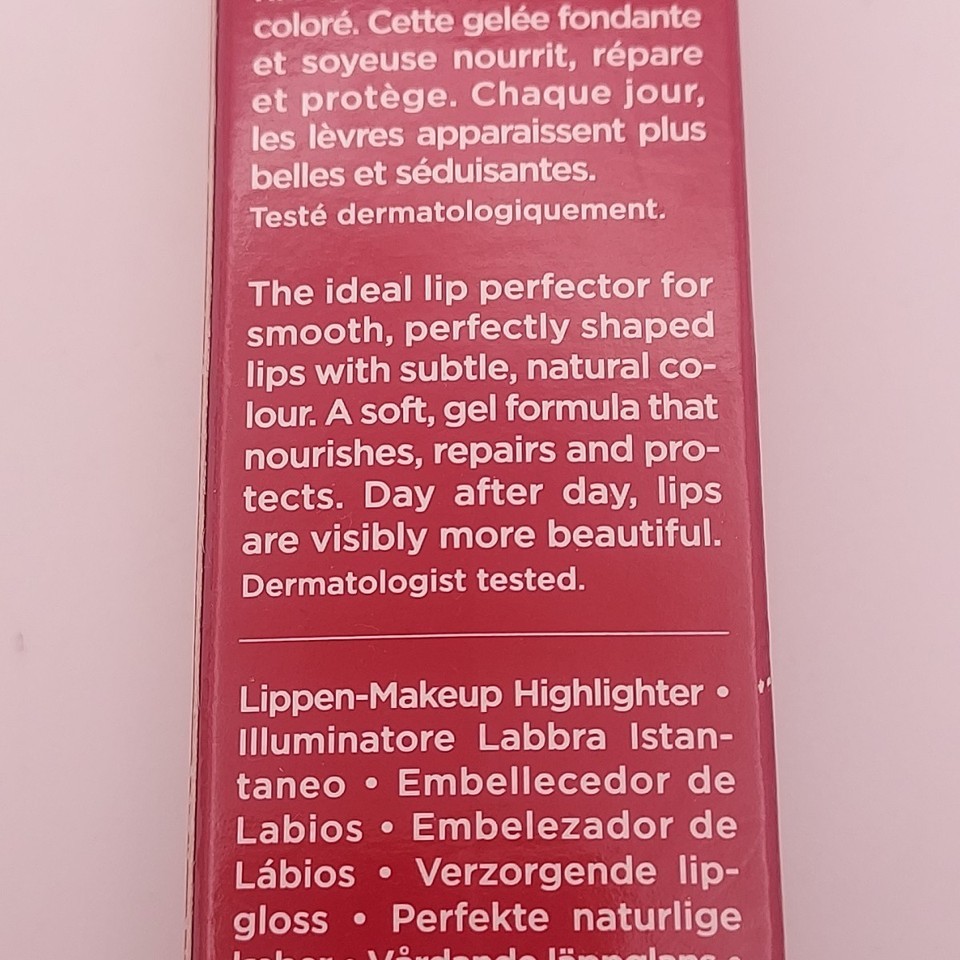 coloré. Cette gelée fondante
et soyeuse nourrit, répare
et protège. Chaque jour,
les lèvres apparaissent plus
belles et séduisantes.
Testé dermatologiquement.
The ideal lip perfector for
smooth, perfectly shaped
lips with subtle, natural co-
lour. A soft, gel formula that
nourishes, repairs and pro-
tects. Day after day, lips
are visibly more beautiful.
Dermatologist tested.
Lippen-Makeup Highlighter •
Illuminatore Labbra Istan-
taneo • Embellecedor de
Labios • Embelezador de
Lábios • Verzorgende lip-
gloss • Perfekte naturlige
• Vårdande läppglans •